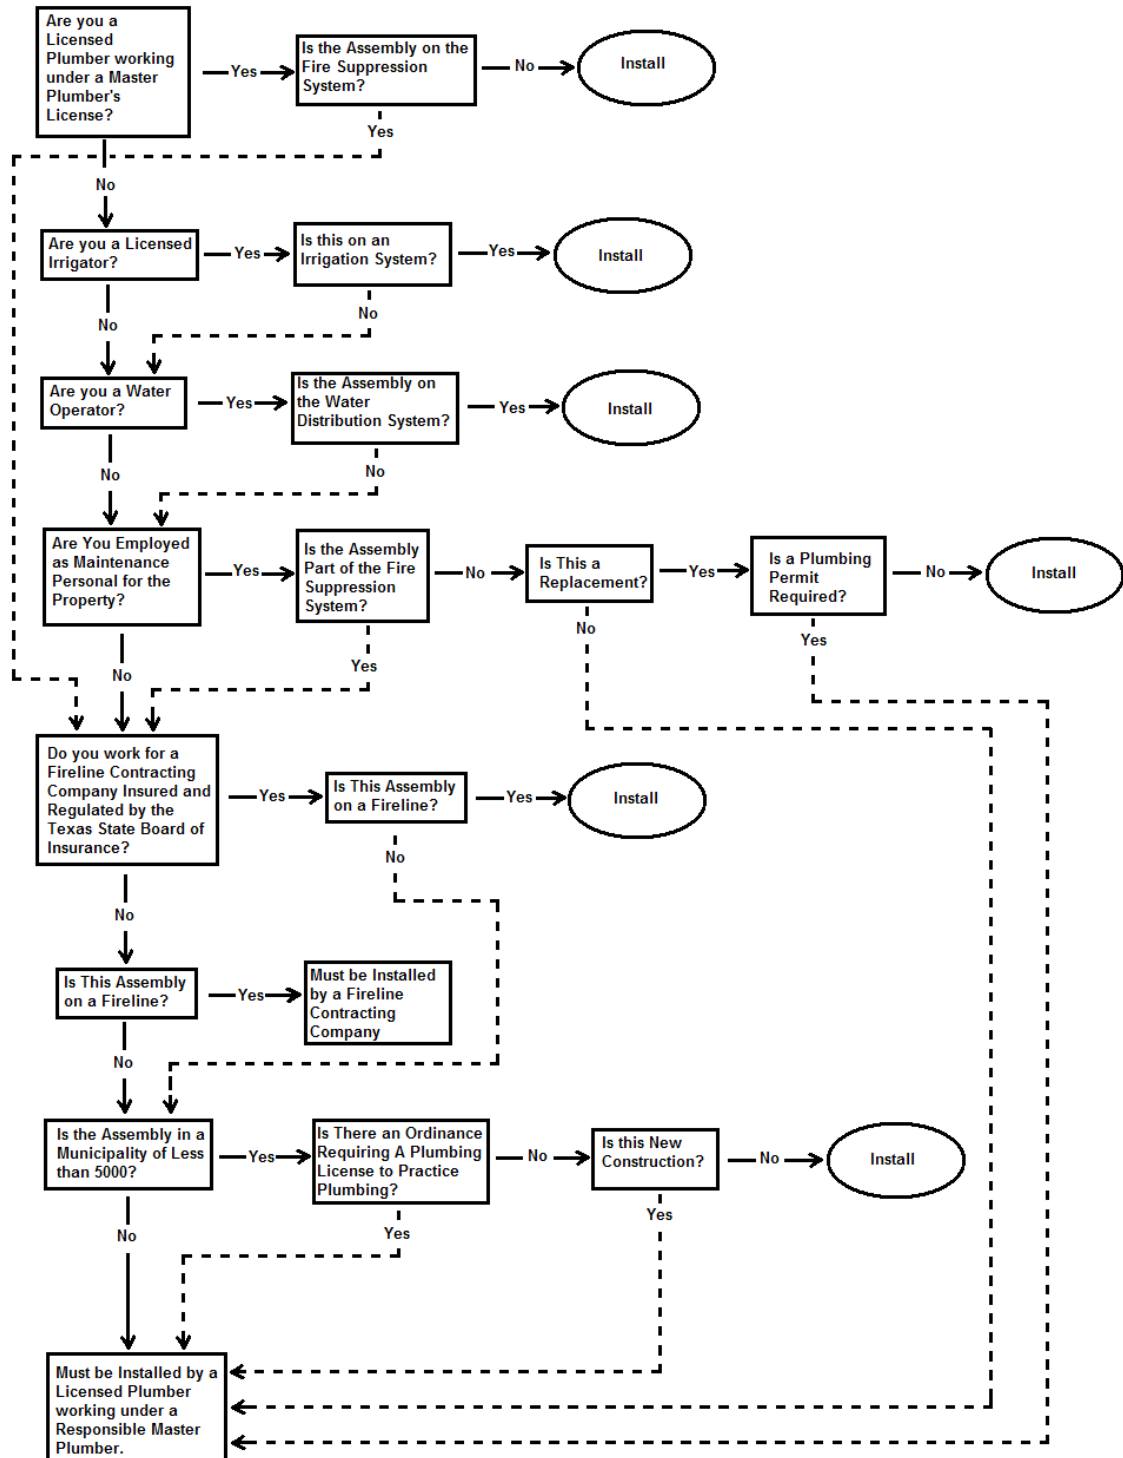 Are you a
Licensed
Plumber working
under a Master
Plumber's
License?
Yes
Is the Assembly on the
Fire Suppression
System?
No
Install
Yes
No
Are you a Licensed
Irrigator?
Yes
Is this on an
Irrigation System?
Yes
Install
No
No
Are you a Water
Operator?
Yes
Is the Assembly on
the Water
Distribution System?
Yes
Install
No
No
Are You Employed
as Maintenance
Personal for the
Property?
Yes
Is the Assembly
Part of the Fire
Suppression
System?
No
Is This a
Replacement?
Yes
Is a Plumbing
Permit
Required?
No
Install
No
Yes
Yes
No
Do you work for a
Fireline Contracting
Company Insured and
Regulated by the
Texas State Board of
Insurance?
Yes
Is This Assembly
on a Fireline?
Yes
Install
No
No
Is This Assembly
on a Fireline?
Yes
Must be Installed
by a Fireline
Contracting
Company
No
Is the Assembly in a
Municipality of Less
than 5000?
Yes
Is There an Ordinance
Requiring A Plumbing
License to Practice
Plumbing?
No
Is this New
Construction?
No
Install
Yes
Yes
No
Must be Installed by a
Licensed Plumber
working under a
Responsible Master
Plumber.